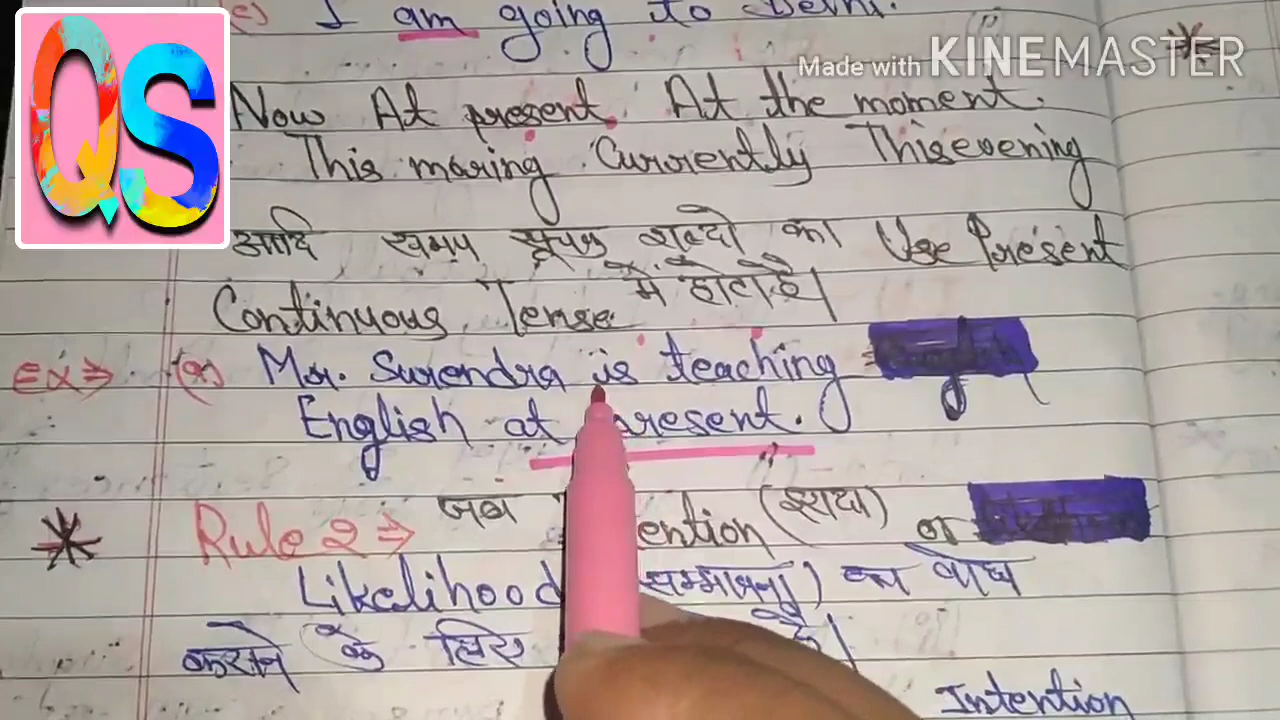 (c) I am going to Delhi.
Made with KINEMASTER
QS
Now At present. At the moment.
This maring Currently This evening
आदि समय सूचक शब्दो का Use Present
Continuous Tense में होता है।
Ex⇒ (a) Mr. Surendra is teaching
English at present.
* Rule 2 ⇒ जब ention (इरादा) or
Likelihood (सम्भावना) का बोध
कराने के लिए है।
Intention